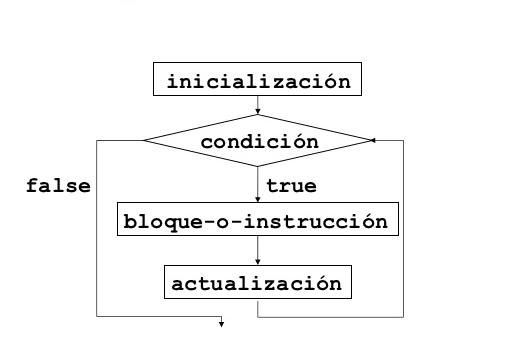 inicialización
condición
false
true
bloque-o-instrucción
actualización